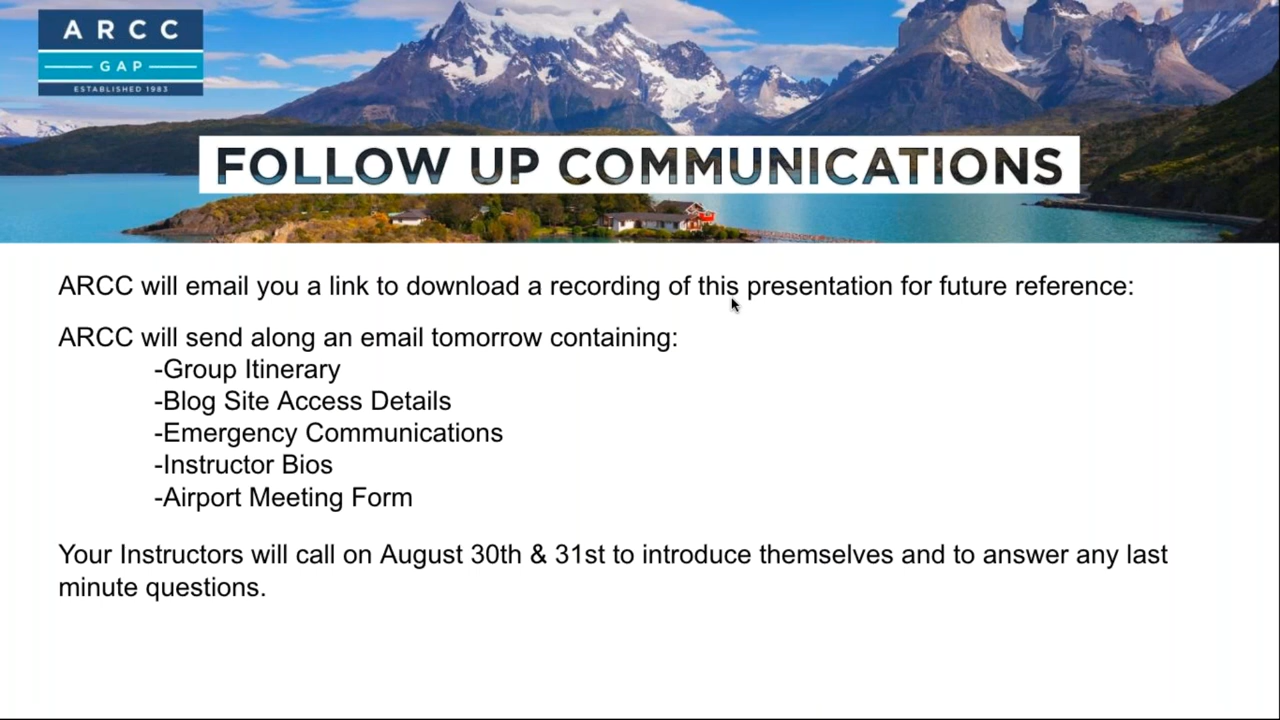 ARCC
GAP
ESTABLISHED 1983
FOLLOW UP COMMUNICATIONS
ARCC will email you a link to download a recording of this presentation for future reference:
ARCC will send along an email tomorrow containing:
-Group Itinerary
-Blog Site Access Details
-Emergency Communications
-Instructor Bios
-Airport Meeting Form
Your Instructors will call on August 30th & 31st to introduce themselves and to answer any last
minute questions.